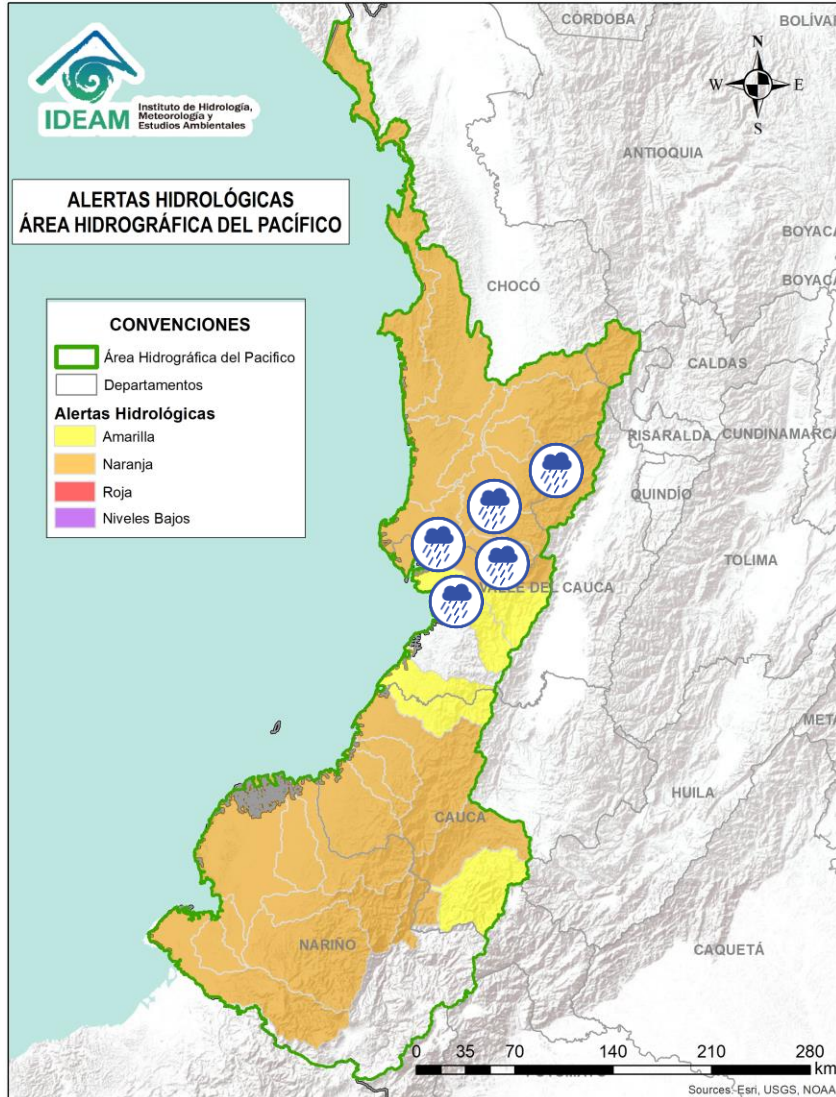 CÓRDOBA
BOLÍVA
IDEAM
Instituto de Hidrología,
Meteorología y
Estudios Ambientales
N
W
E
S
ANTIOQUIA
ALERTAS HIDROLÓGICAS
ÁREA HIDROGRÁFICA DEL PACÍFICO
BOYACÁ
CHOCÓ
BOYACÁ
CONVENCIONES
Área Hidrográfica del Pacifico
Departamentos
Alertas Hidrológicas
Amarilla
Naranja
Roja
Niveles Bajos
CALDAS
RISARALDA
CUNDINAMARCA
QUINDÍO
TOLIMA
VALLE DEL CAUCA
META
HUILA
CAUCA
NARIÑO
CAQUETÁ
0 35 70 140 210 280
km
Sources: Esri, USGS, NOAA